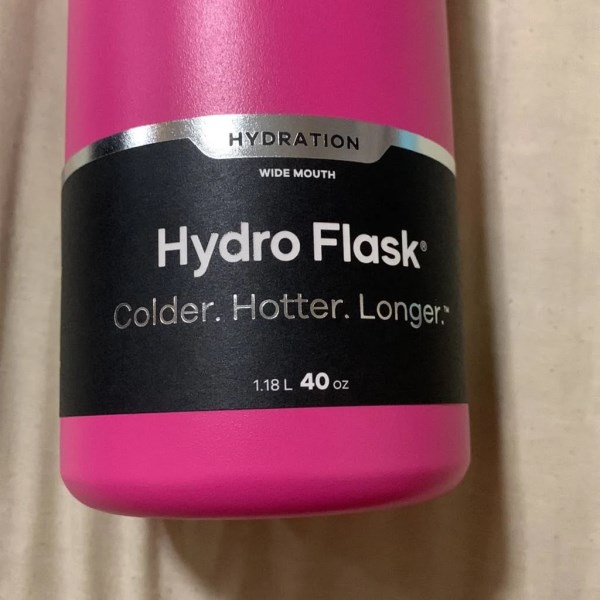 HYDRATION
WIDE MOUTH
Hydro Flask®
Colder. Hotter. Longer.™
1.18 L 40 oz